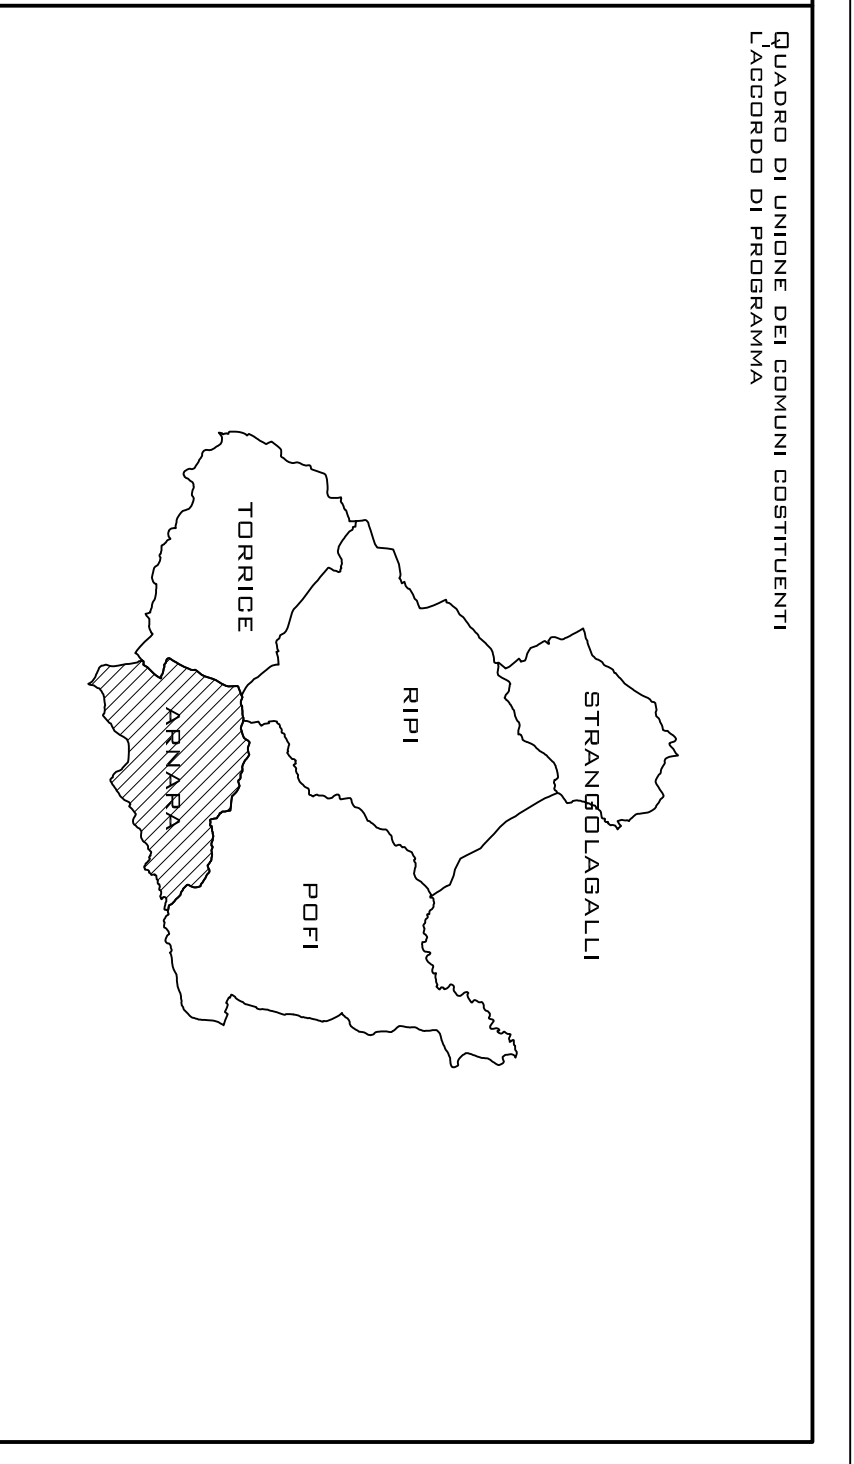 QUADRO DI UNIONE DEI COMUNI COSTITUENTI
L'ACCORDO DI PROGRAMMA
STRANGOLAGALLI
RIPI
TORRICE
POFI
ARNARA